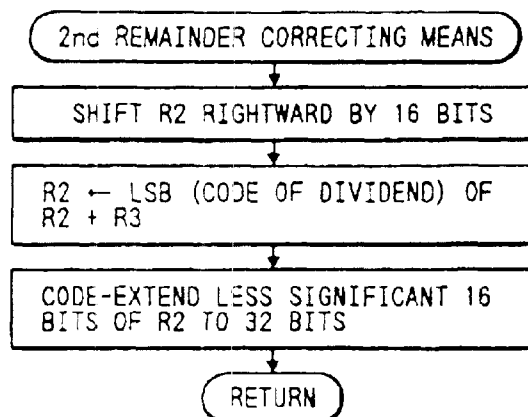 2nd REMAINDER CORRECTING MEANS
SHIFT R2 RIGHTWARD BY 16 BITS
R2 ← LSB (CODE OF DIVIDEND) OF
R2 + R3
CODE-EXTEND LESS SIGNIFICANT 16
BITS OF R2 TO 32 BITS
RETURN